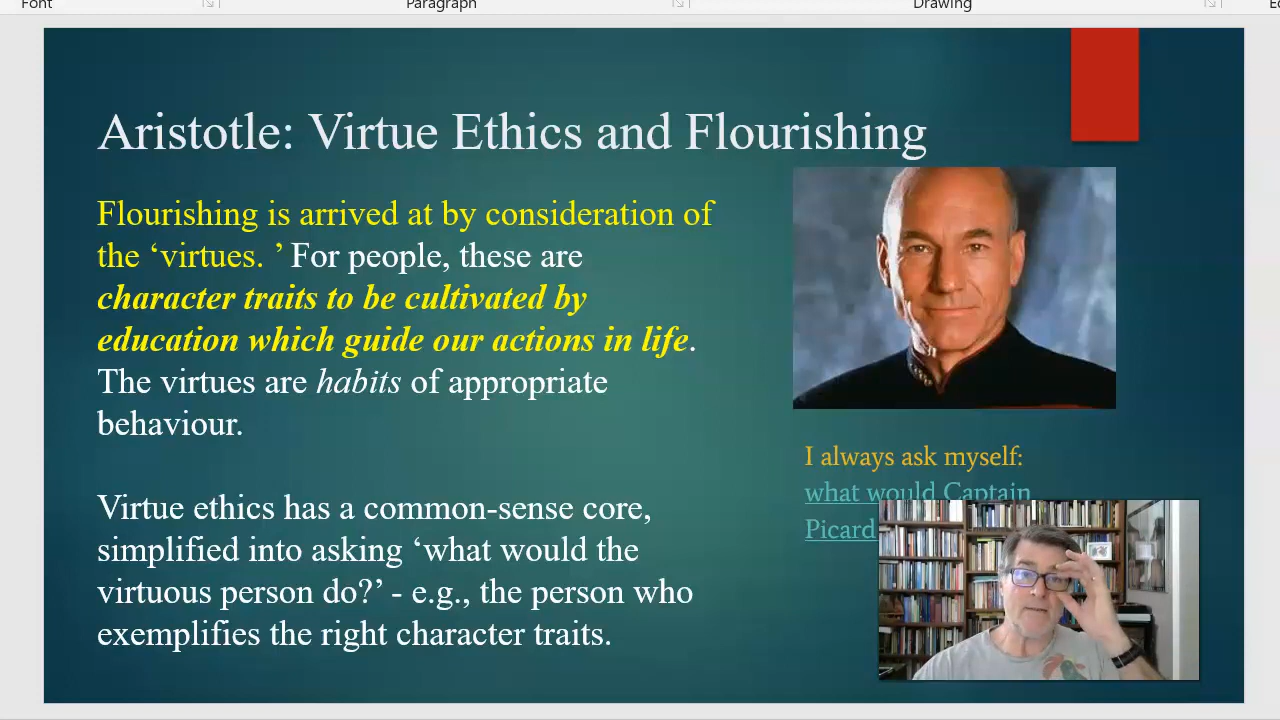 Font
Paragraph
Drawing
Aristotle: Virtue Ethics and Flourishing
Flourishing is arrived at by consideration of
the ‘virtues. ’ For people, these are
character traits to be cultivated by
education which guide our actions in life.
The virtues are habits of appropriate
behaviour.
Virtue ethics has a common-sense core,
simplified into asking ‘what would the
virtuous person do?’ - e.g., the person who
exemplifies the right character traits.
I always ask myself:
what would Captain
Picard